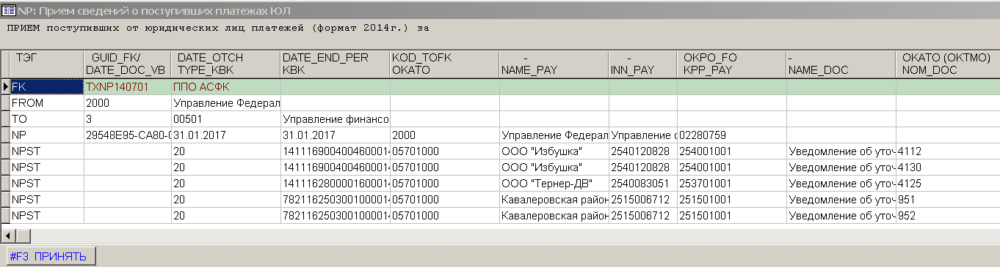 NP: Прием сведений о поступивших платежах ЮЛ
ПРИЕМ поступивших от юридических лиц платежей (формат 2014г.) за
ТЭГ GUID_FK/ DATE_OTCH DATE_END_PER KOD_TOFK - - OKPO_FO - OKATO (OKTMO)
DATE_DOC_VB TYPE_KBK KBK OKATO NAME_PAY INN_PAY KPP_PAY NAME_DOC NOM_DOC
FK TXNP140701 ППО АСФК
FROM 2000 Управление Федерал
TO 3 00501 Управление финансо
NP 29548E95-CA80- 31.01.2017 31.01.2017 2000 Управление Федерал Управление 02280759
NPST 20 141116900400460001 05701000 ООО "Избушка" 2540120828 254001001 Уведомление об уточ 4112
NPST 20 141116900400460001 05701000 ООО "Избушка" 2540120828 254001001 Уведомление об уточ 4130
NPST 20 141116280000160001 05701000 ООО "Тернер-ДВ" 2540083051 253701001 Уведомление об уточ 4125
NPST 20 782116250300100001 05701000 Кавалеровская район 2515006712 251501001 Уведомление об уточ 951
NPST 20 782116250300100001 05701000 Кавалеровская район 2515006712 251501001 Уведомление об уточ 952
#F3 ПРИНЯТЬ